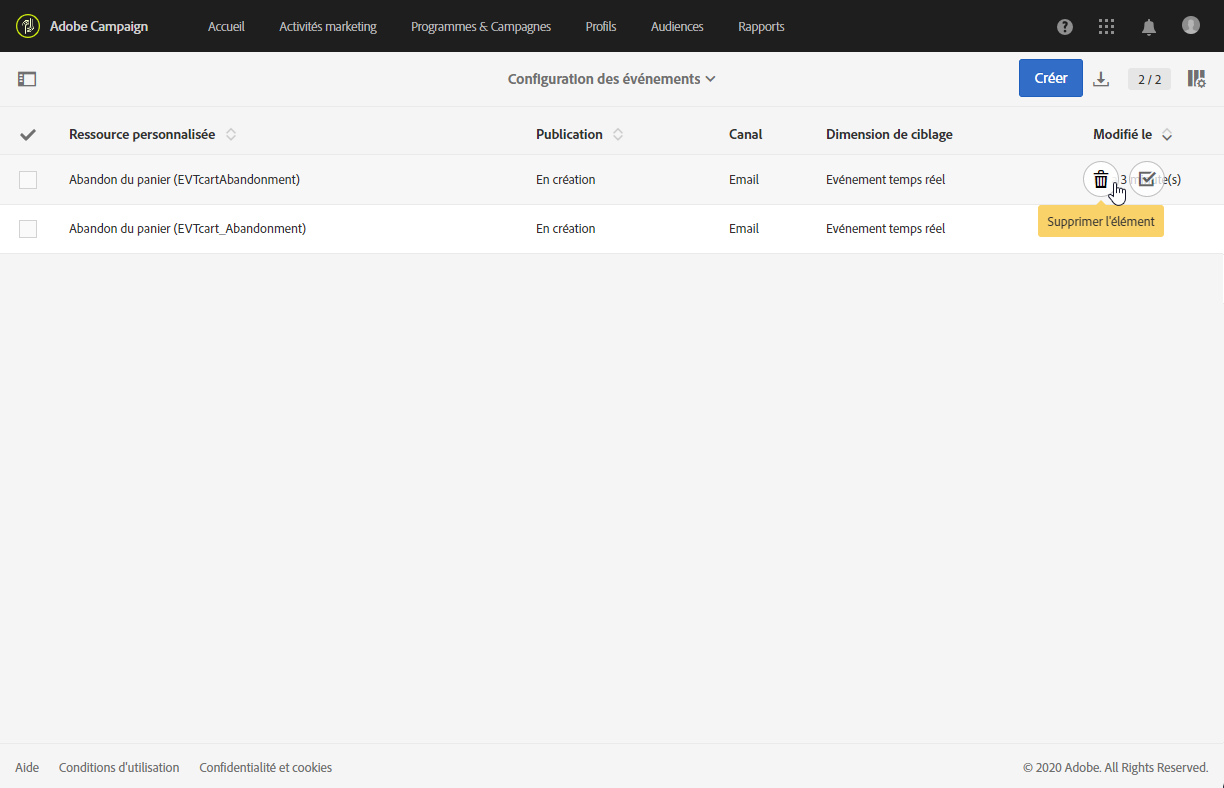 Adobe Campaign Accueil Activités marketing Programmes & Campagnes Profils Audiences Rapports
Configuration des événements Créer 2 / 2
Ressource personnalisée Publication Canal Dimension de ciblage Modifié le
Abandon du panier (EVTcartAbandonment) En création Email Evénement temps réel 3
Abandon du panier (EVTcart_Abandonment) En création Email Evénement temps réel
Supprimer l'élément
Aide Conditions d'utilisation Confidentialité et cookies © 2020 Adobe. All Rights Reserved.